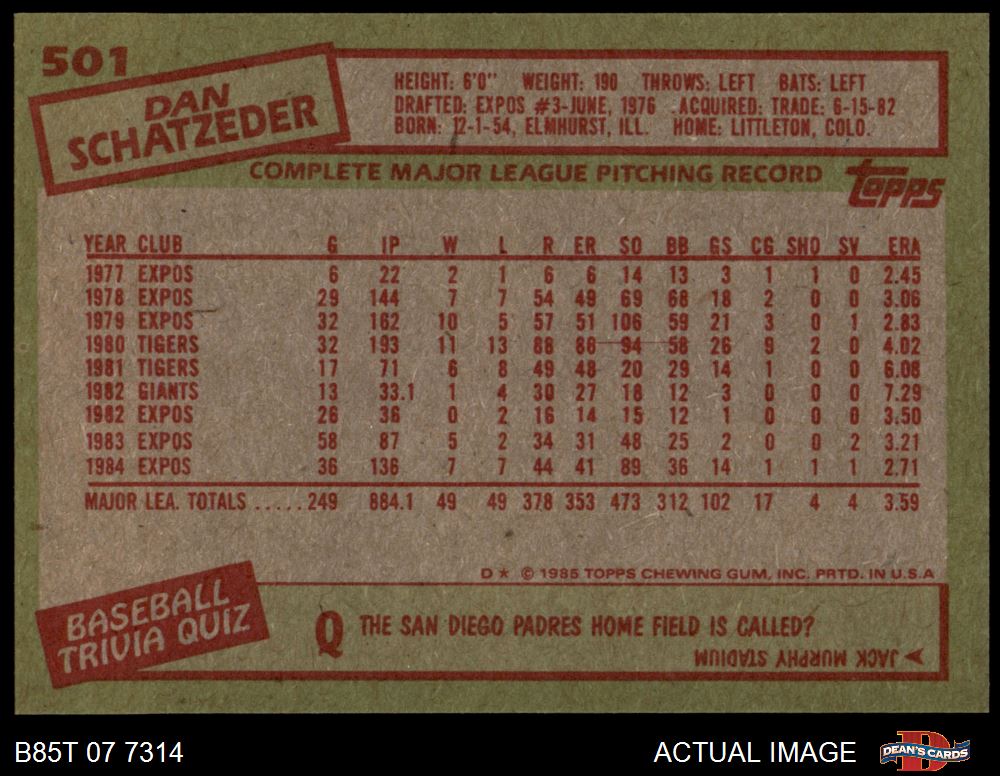 501
DAN
SCHATZEDER
HEIGHT: 6'0" WEIGHT: 190 THROWS: LEFT BATS: LEFT
DRAFTED: EXPOS #3-JUNE, 1976 ACQUIRED: TRADE: 6-15-82
BORN: 12-1-54, ELMHURST, ILL. HOME: LITTLETON, COLO.
COMPLETE MAJOR LEAGUE PITCHING RECORD
topps
YEAR CLUB G IP W L R ER SO BB GS CG SHO SV ERA
1977 EXPOS 6 22 2 1 6 6 14 13 3 1 1 0 2.45
1978 EXPOS 29 144 7 7 54 49 69 68 18 2 0 0 3.06
1979 EXPOS 32 162 10 5 57 51 106 59 21 3 0 1 2.83
1980 TIGERS 32 193 11 13 88 86 94 58 26 9 2 0 4.02
1981 TIGERS 17 71 6 8 49 48 20 29 14 1 0 0 6.08
1982 GIANTS 13 33.1 1 4 30 27 18 12 3 0 0 0 7.29
1982 EXPOS 26 36 0 2 16 14 15 12 1 0 0 0 3.50
1983 EXPOS 58 87 5 2 34 31 48 25 2 0 0 2 3.21
1984 EXPOS 36 136 7 7 44 41 89 36 14 1 1 1 2.71
MAJOR LEA. TOTALS .....249 884.1 49 49 378 353 473 312 102 17 4 4 3.59
D * © 1985 TOPPS CHEWING GUM, INC. PRTD. IN U.S.A
BASEBALL
TRIVIA QUIZ
Q THE SAN DIEGO PADRES HOME FIELD IS CALLED?
JACK MURPHY STADIUM
B85T 07 7314
ACTUAL IMAGE
D
DEAN'S CARDS